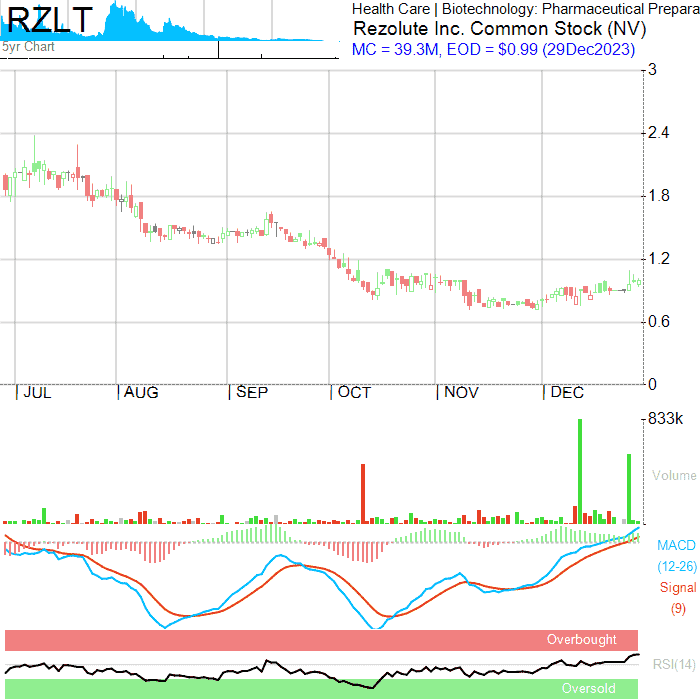 RZLT
5yr Chart
Health Care | Biotechnology: Pharmaceutical Prepara
Rezolute Inc. Common Stock (NV)
MC = 39.3M, EOD = $0.99 (29Dec2023)
3
2.4
1.8
1.2
0.6
0
JUL AUG SEP OCT NOV DEC
833k
Volume
MACD
(12-26)
Signal
(9)
Overbought
RSI(14)
Oversold